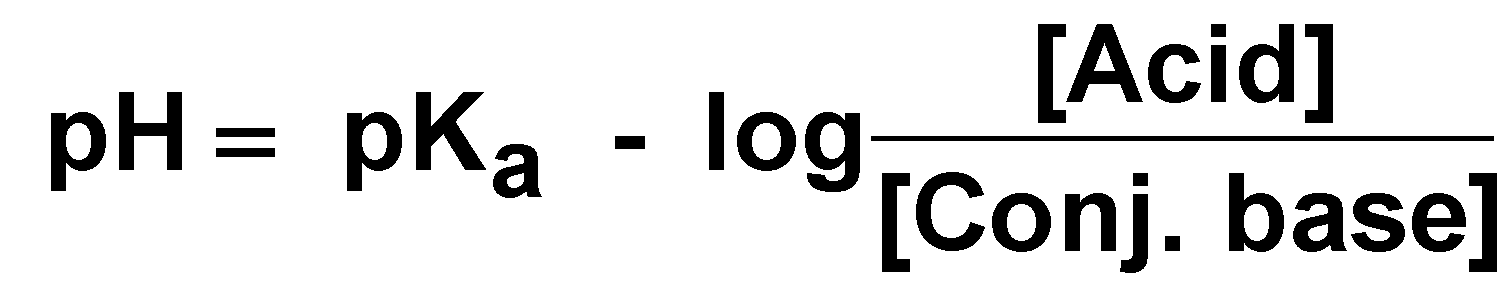 [Acid]
pH = pKa - log
[Conj. base]